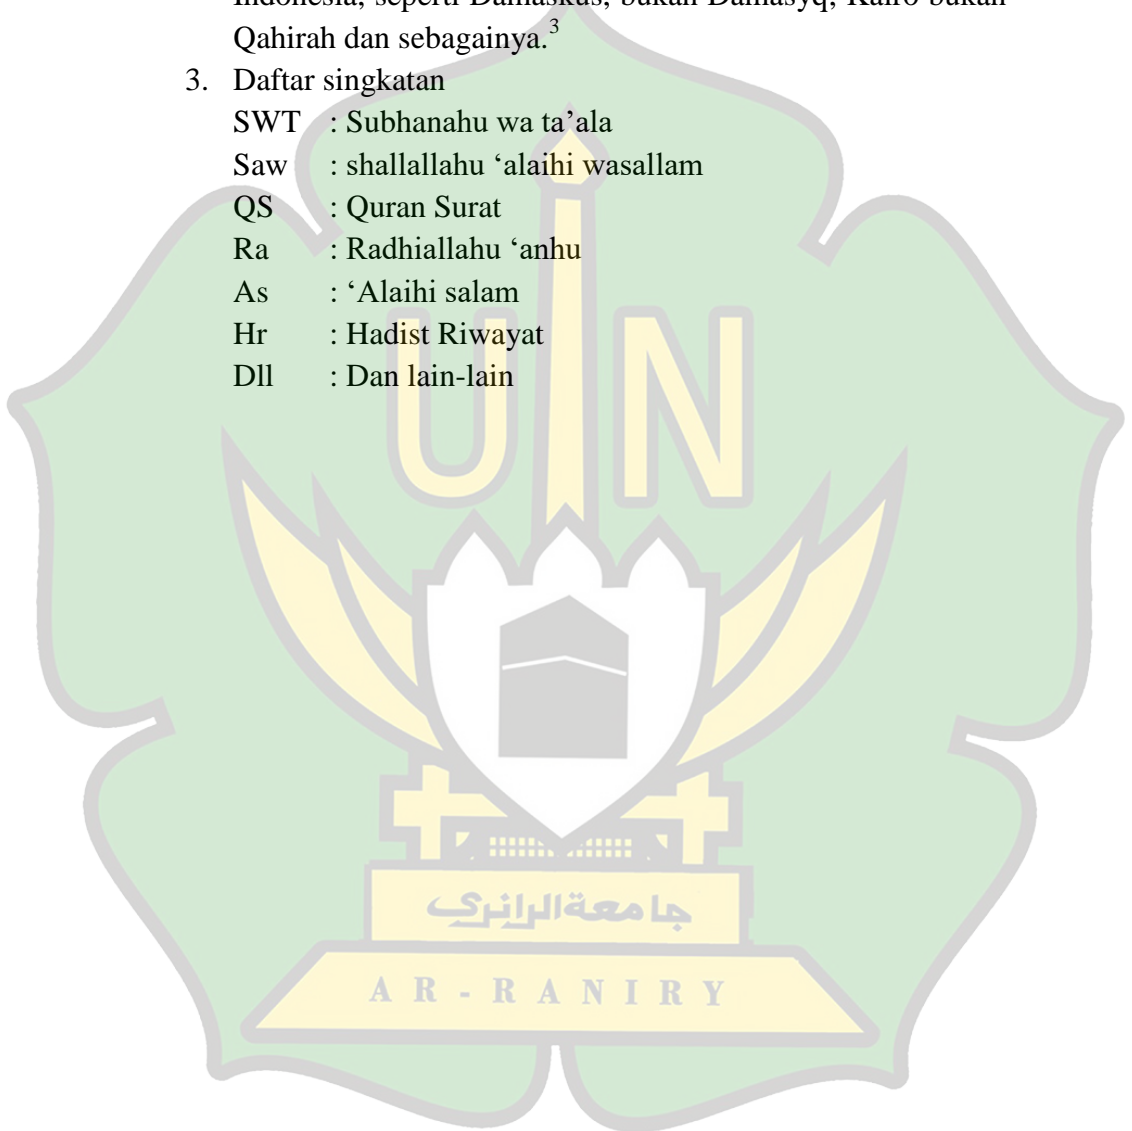 Indonesia, seperti Damaskus, bukan Damasyq; Kairo bukan
Qahirah dan sebagainya.3
3. Daftar singkatan
SWT : Subhanahu wa ta’ala
Saw : shallallahu ‘alaihi wasallam
QS : Quran Surat
Ra : Radhiallahu ‘anhu
As : ‘Alaihi salam
Hr : Hadist Riwayat
Dll : Dan lain-lain
UIN
جامعةالرانري
AR-RANIRY